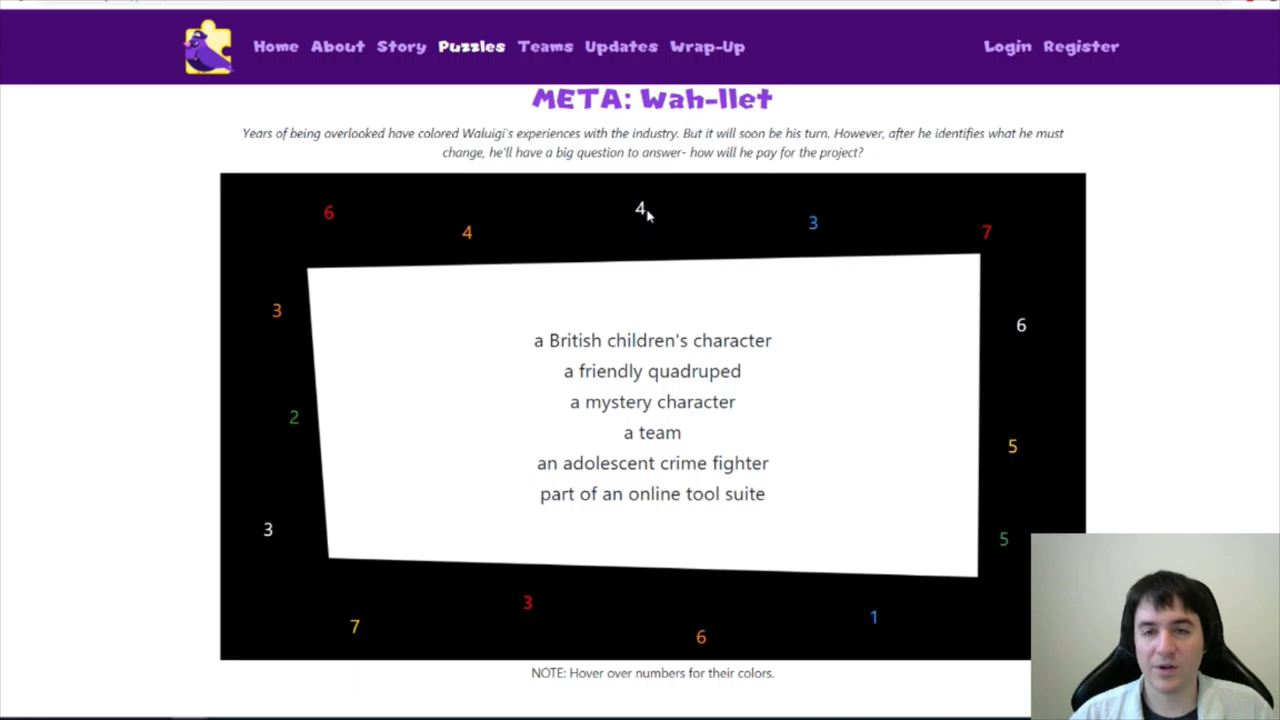 Home About Story Puzzles Teams Updates Wrap-Up Login Register
META: Wah-llet
Years of being overlooked have colored Waluigi's experiences with the industry. But it will soon be his turn. However, after he identifies what he must
change, he'll have a big question to answer- how will he pay for the project?
6 4 4 3 7
3 6
2 5
3 5
7 3 6 1
a British children's character
a friendly quadruped
a mystery character
a team
an adolescent crime fighter
part of an online tool suite
NOTE: Hover over numbers for their colors.